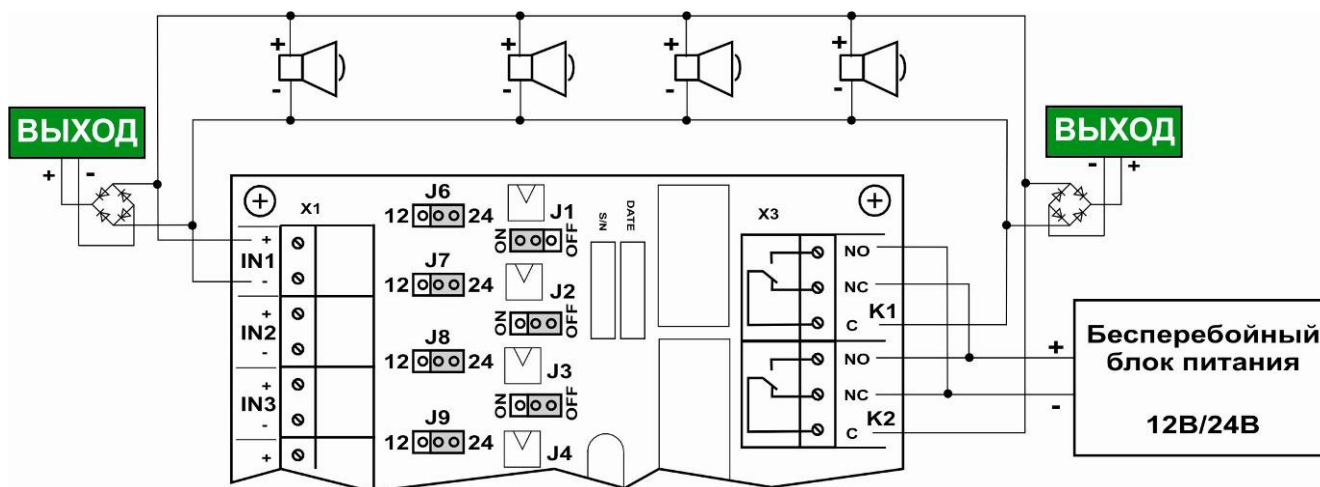 + + + +
- - - -
ВЫХОД
+ -
ВЫХОД
- +
X1
J6
12 24
J1
ON OFF
S/N
DATE
X3
+
IN1
-
J7
12 24
J2
ON OFF
NO
NC
K1
C
+
IN2
-
J8
12 24
J3
ON OFF
NO
NC
K2
C
+
IN3
-
J9
12 24
J4
+
+
-
Бесперебойный
блок питания
12В/24В